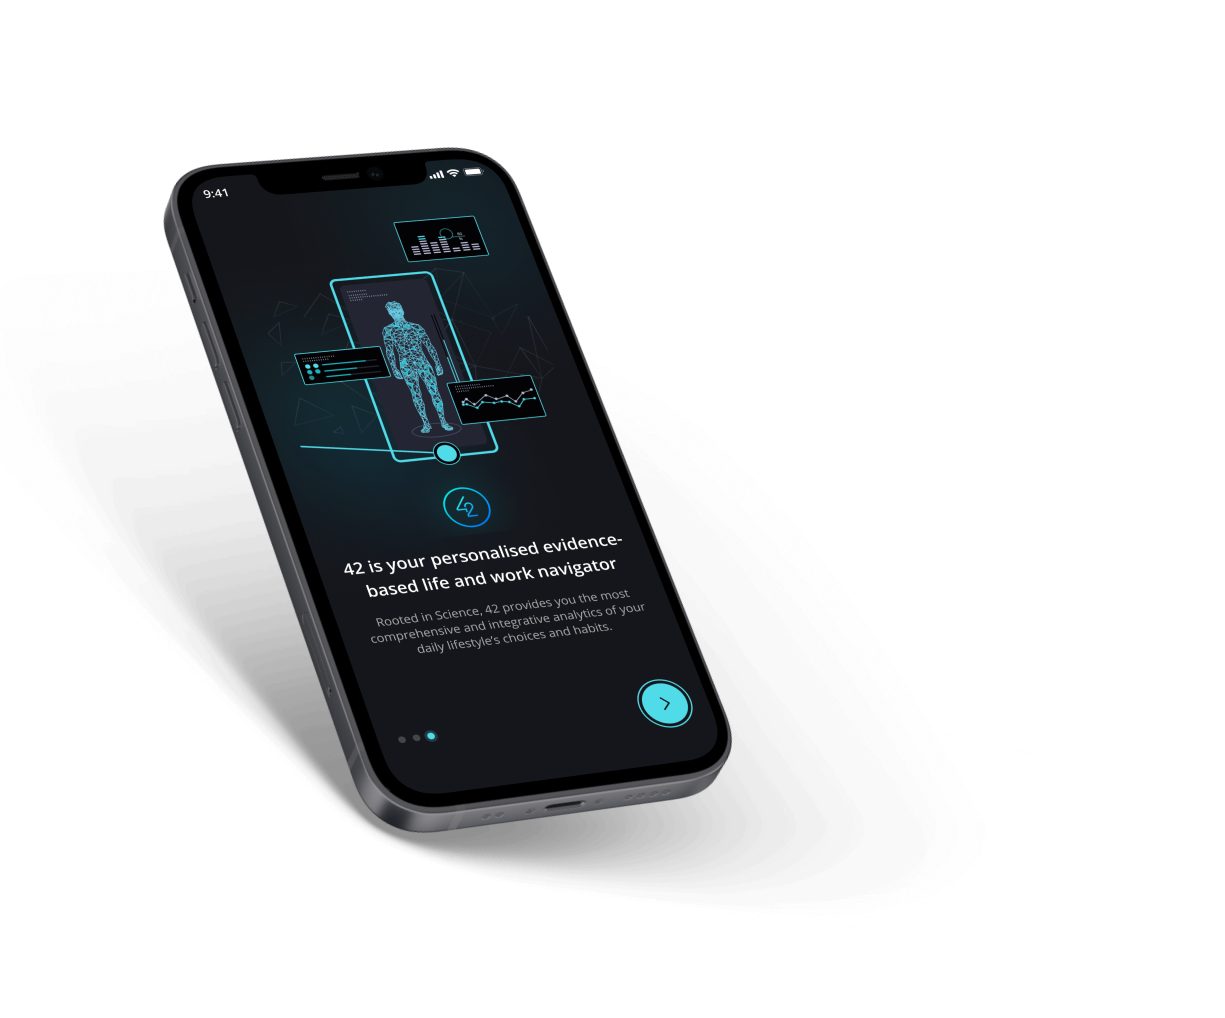 9:41
42
42 is your personalised evidence-
based life and work navigator
Rooted in Science, 42 provides you the most
comprehensive and integrative analytics of your
daily lifestyle's choices and habits.